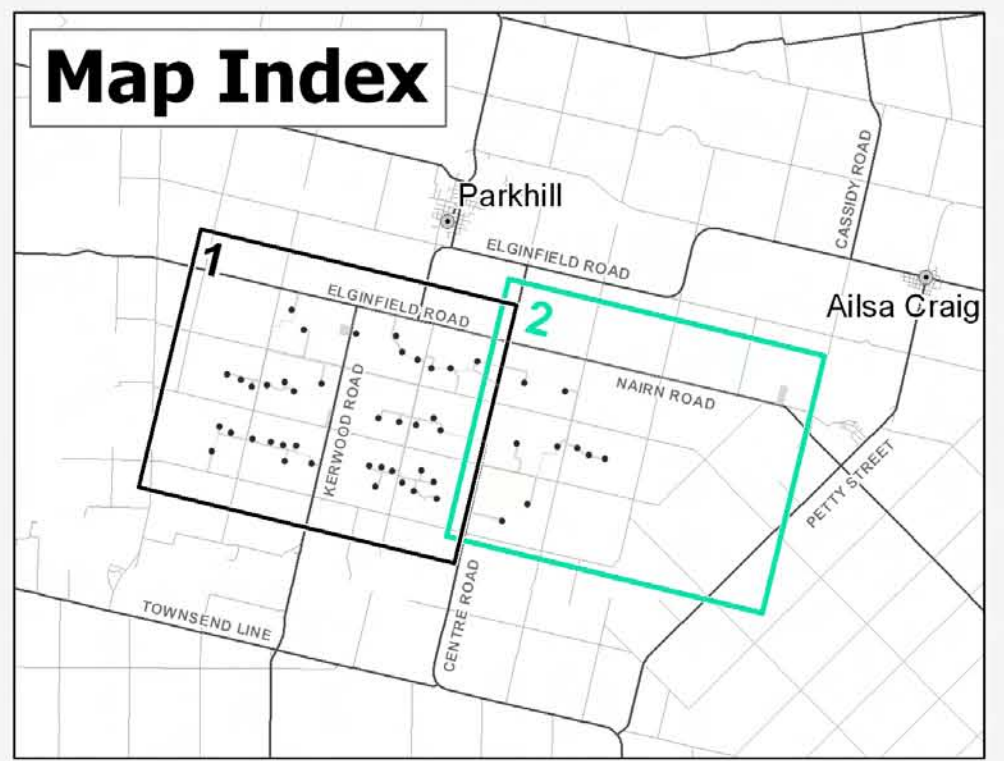 Map Index
CASSIDY ROAD
Parkhill
ELGINFIELD ROAD
1
Ailsa Craig
ELGINFIELD ROAD
2
NAIRN ROAD
KERWOOD ROAD
PETTY STREET
CENTRE ROAD
TOWNSEND LINE